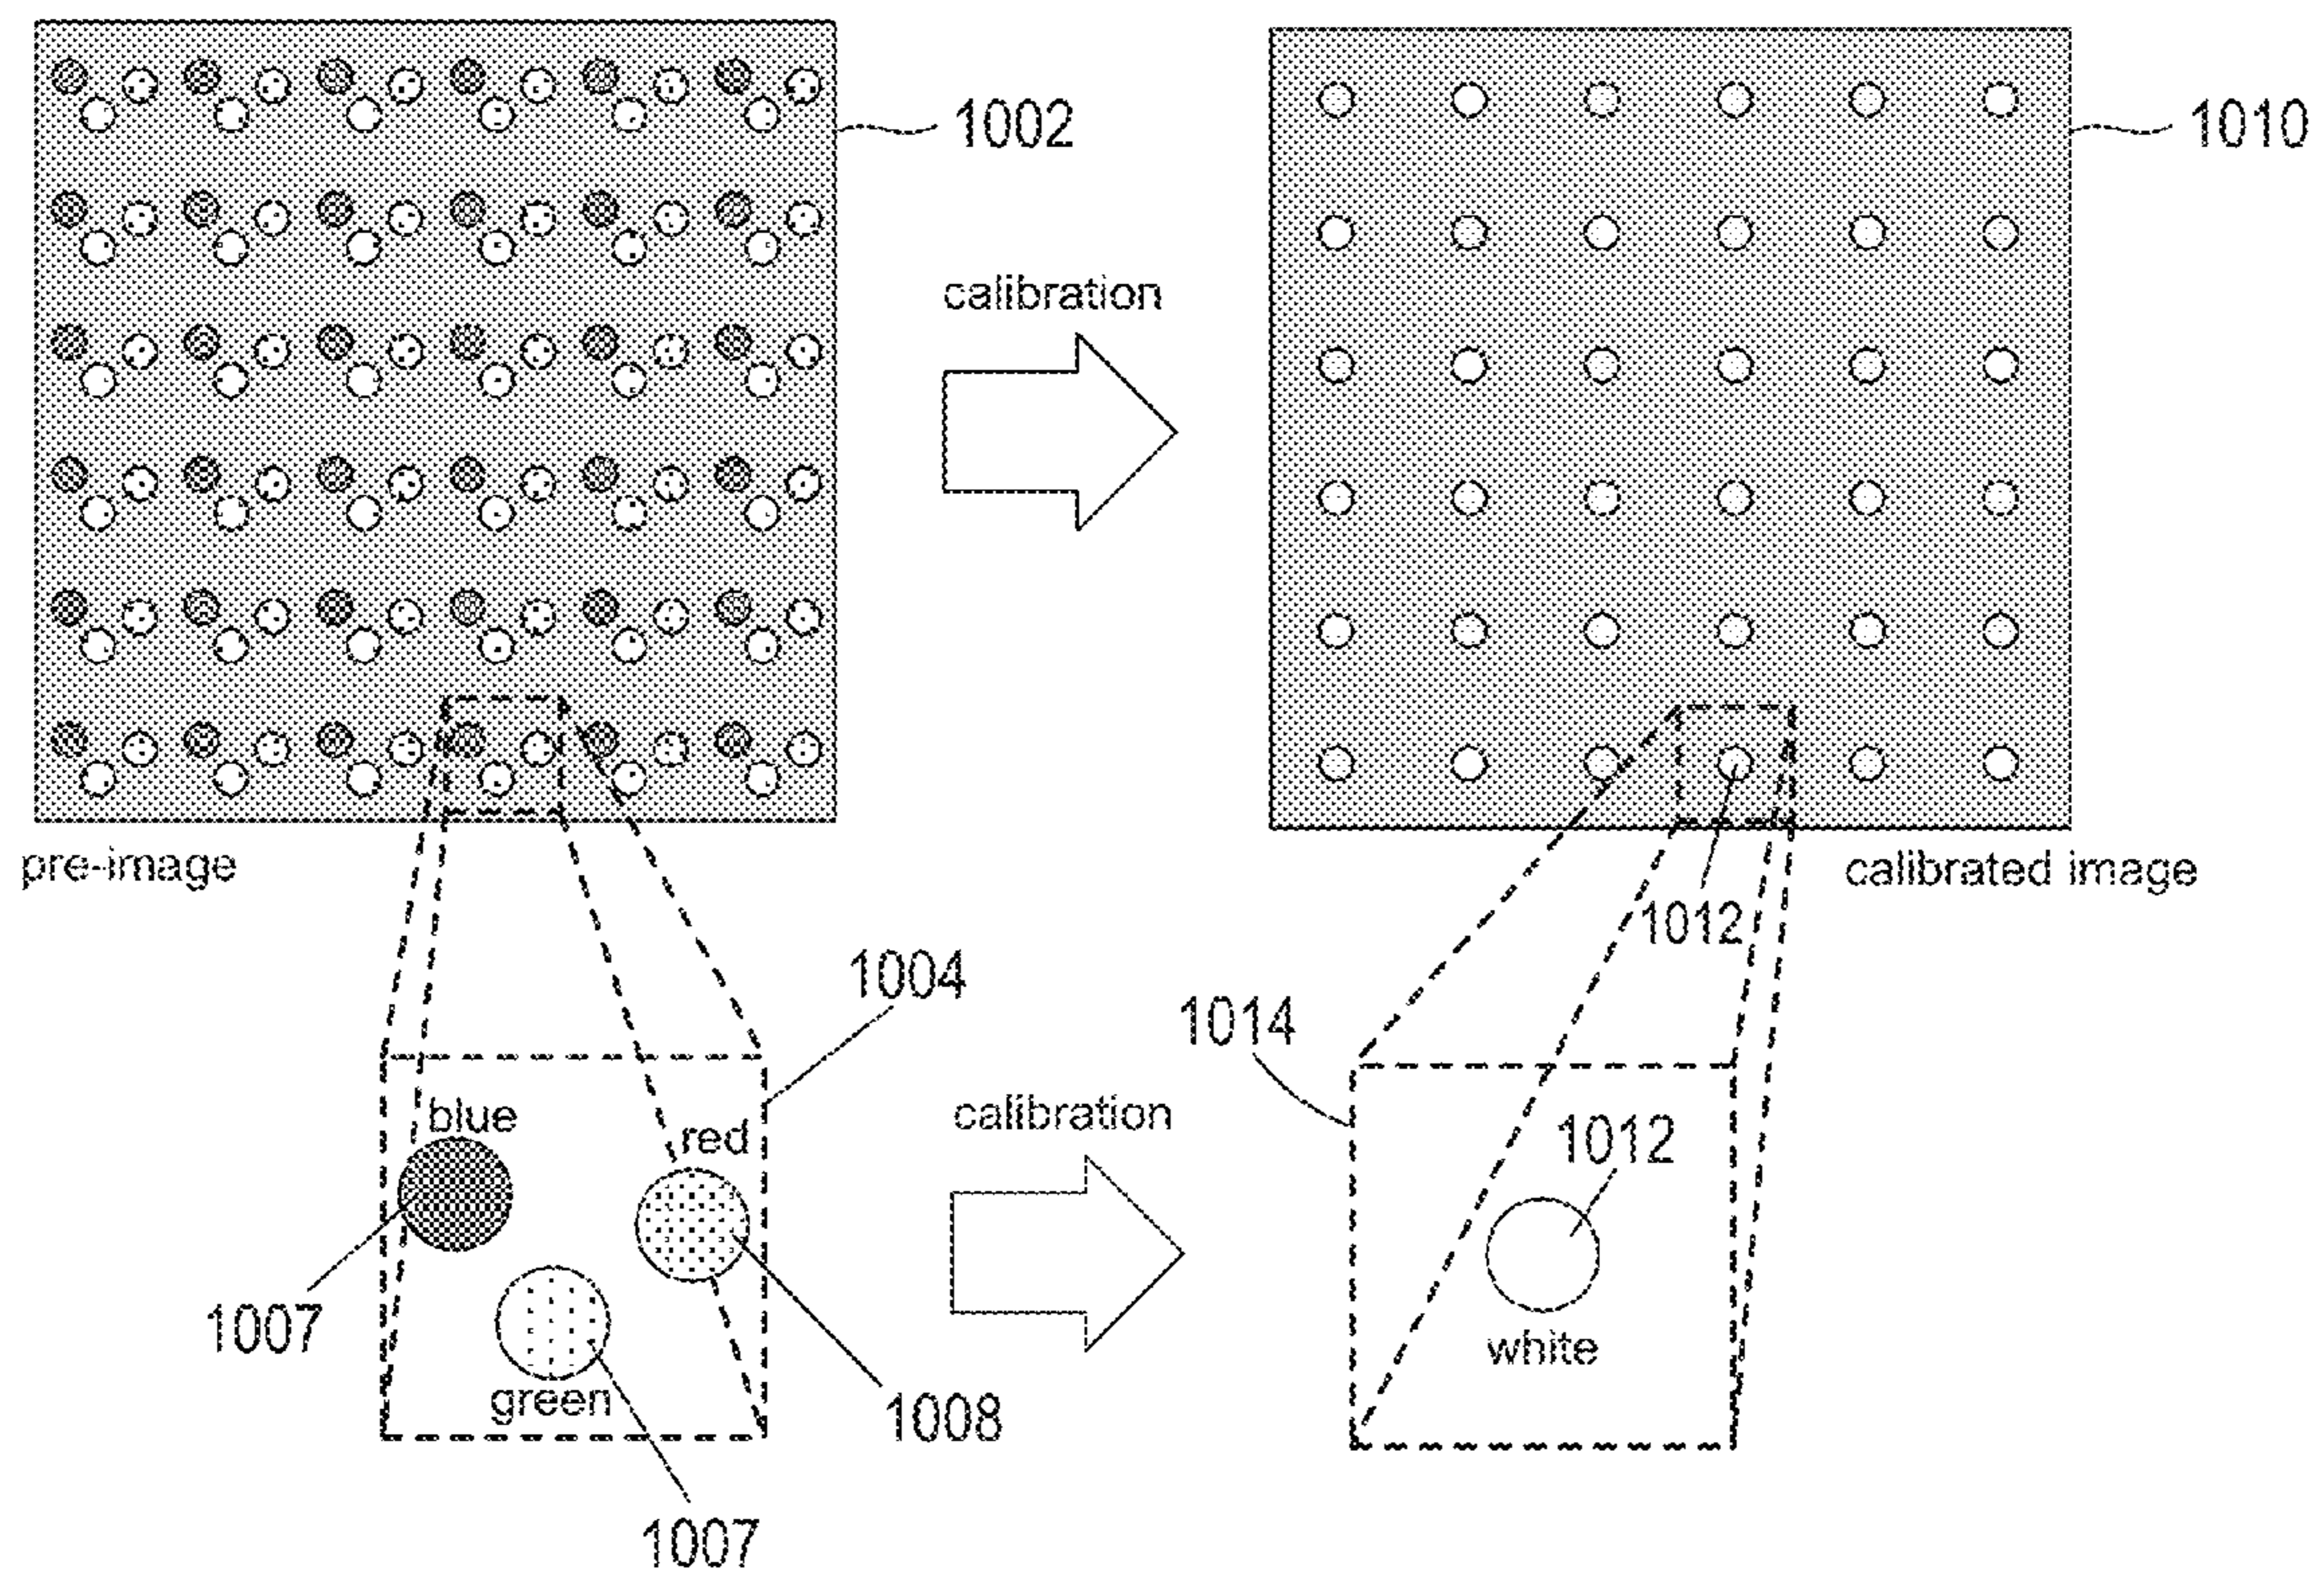 1002
1010
calibration
pre-image
calibrated image
1012
1004
1014
blue
red
calibration
1012
1007
white
green
1008
1007